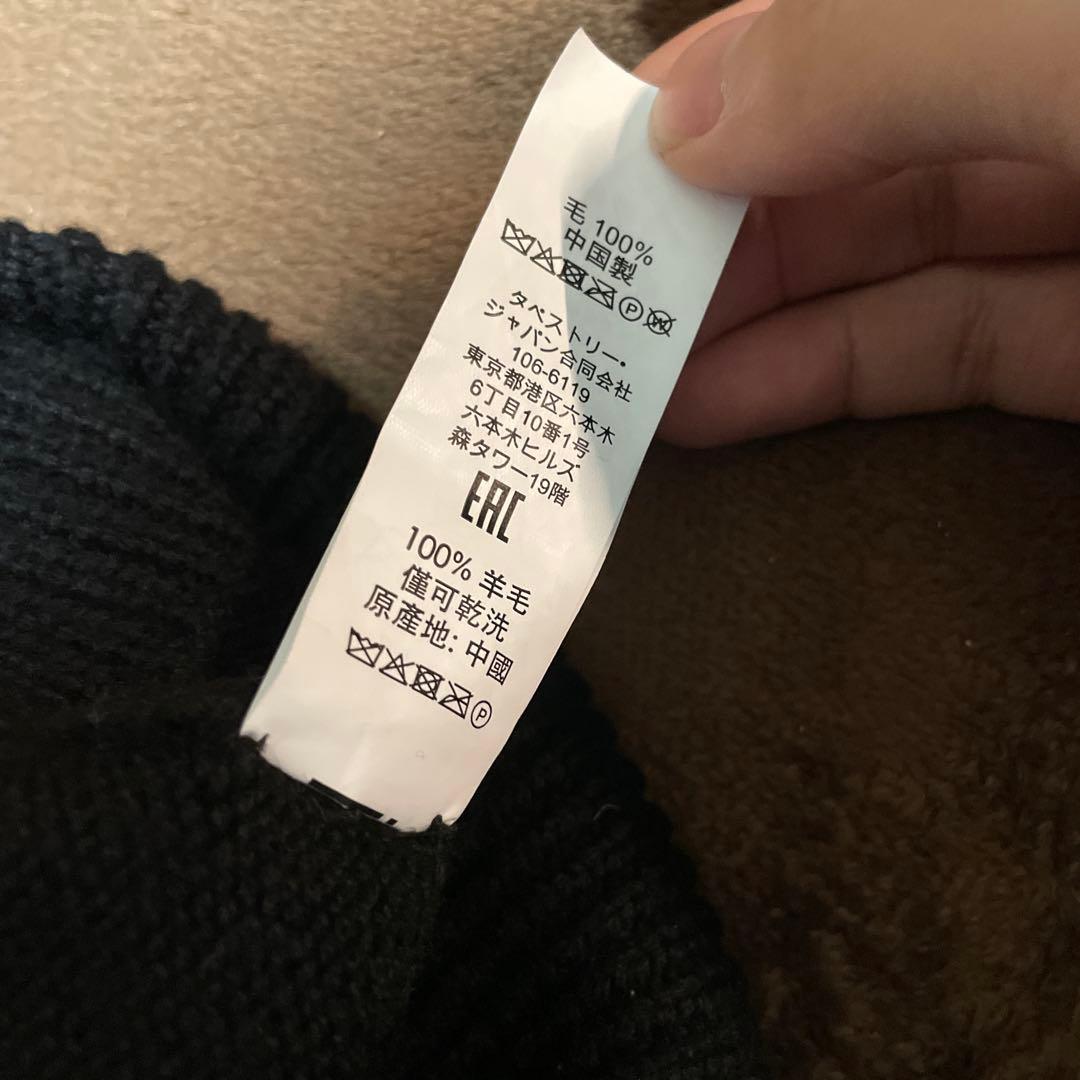 毛 100%
中国製
P W
タペストリー・
ジャパン合同会社
106-6119
東京都港区六本木
6丁目10番1号
六本木ヒルズ
森タワー19階
EAC
100% 羊毛
僅可乾洗
原產地: 中國
P